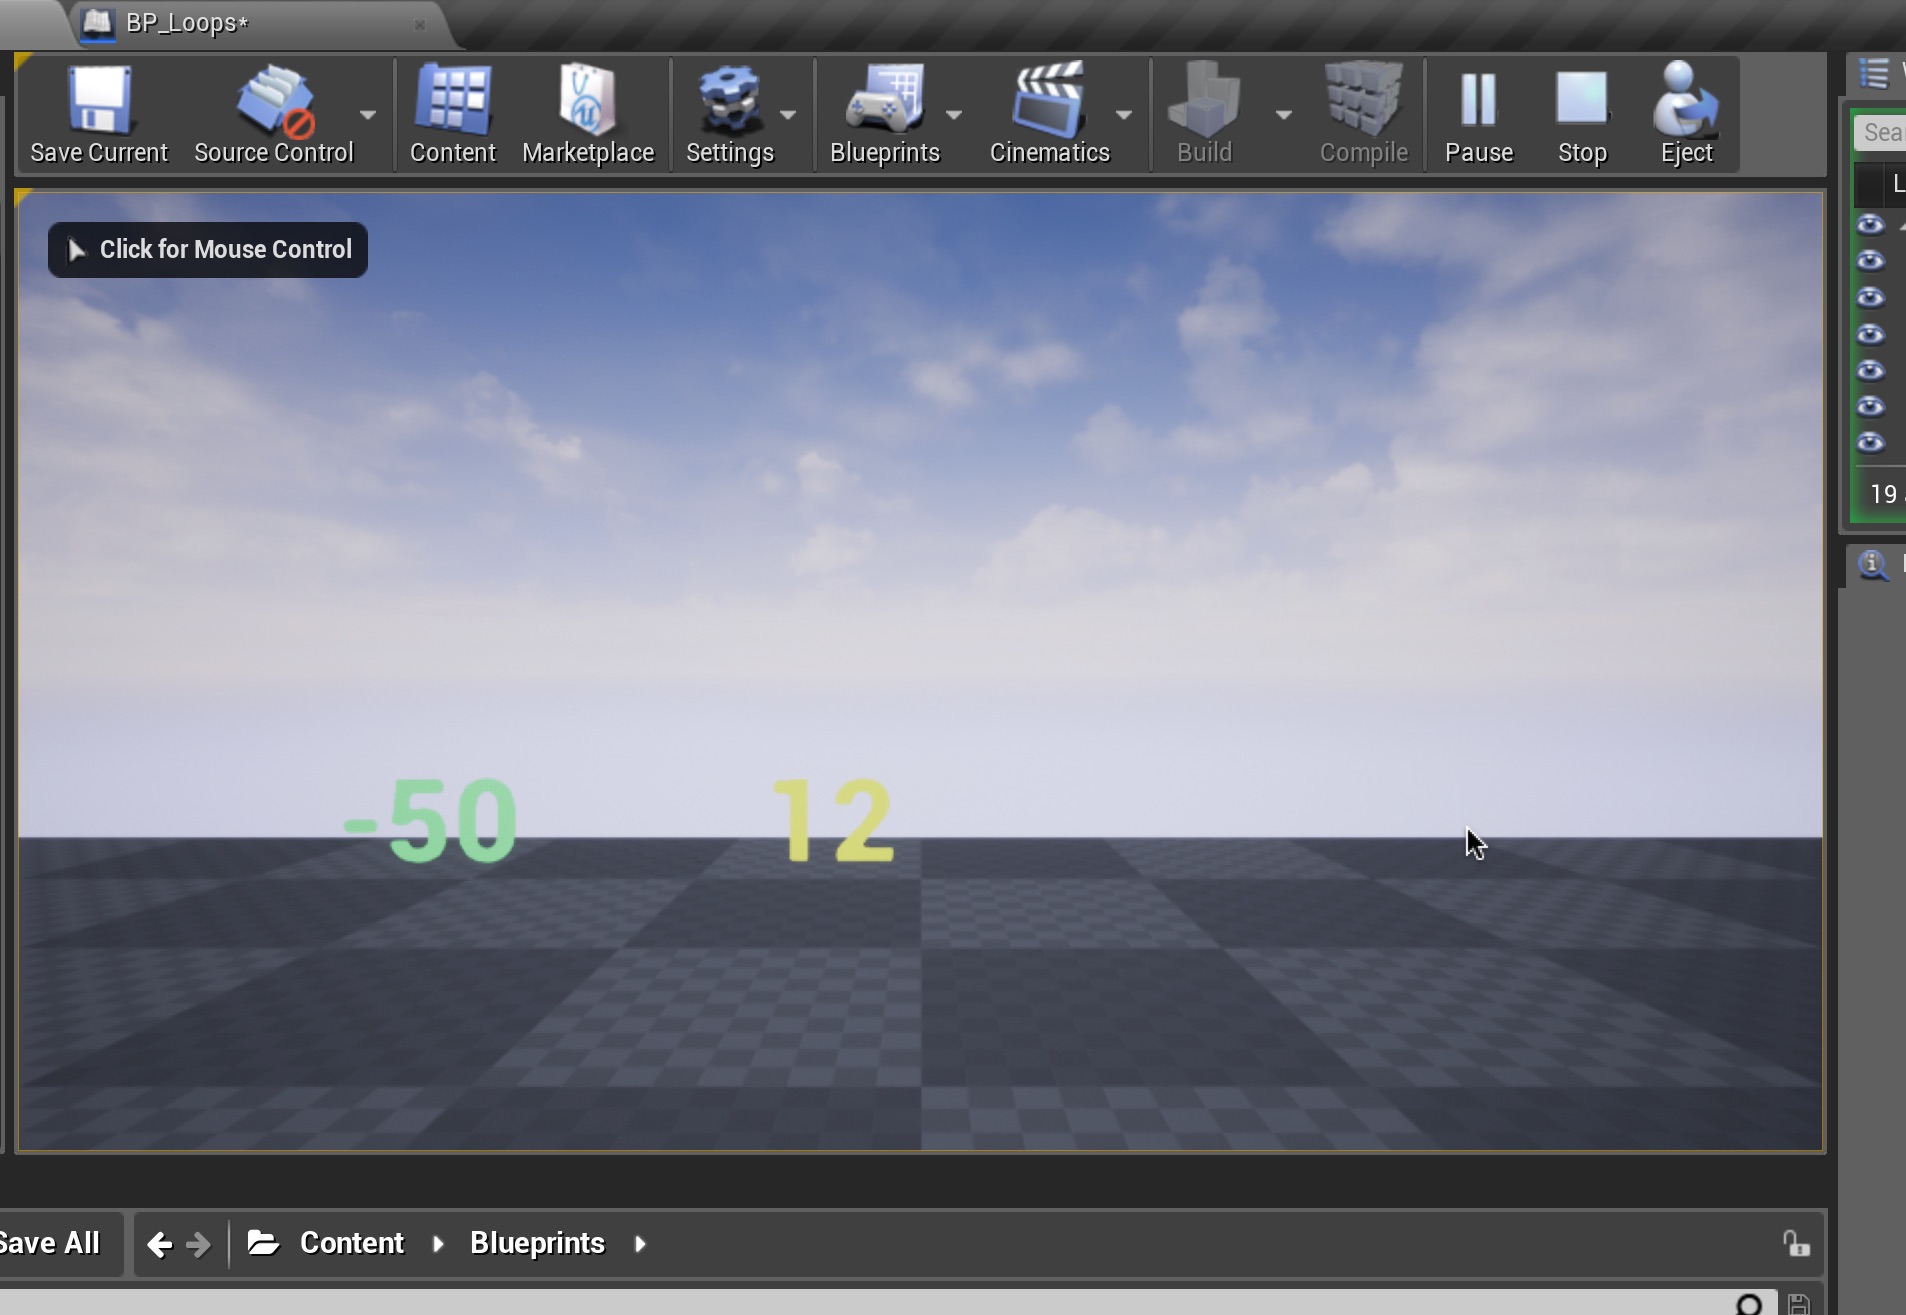 BP_Loops*
Save Current
Source Control
Content
Marketplace
Settings
Blueprints
Cinematics
Build
Compile
Pause
Stop
Eject
Click for Mouse Control
-50
12
19
Save All
Content
Blueprints